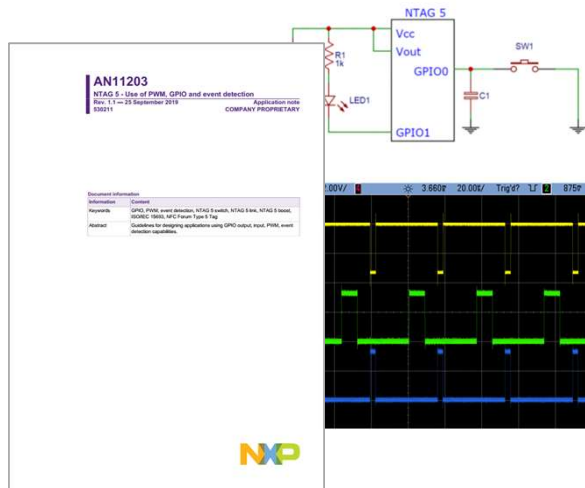 NTAG 5
Vcc
Vout
GPIO0
GPIO1
R1
1k
LED1
SW1
C1
AN11203
NTAG 5 - Use of PWM, GPIO and event detection
Rev. 1.1 — 25 September 2019 Application note
530211 COMPANY PROPRIETARY
Document information
Information Content
Keywords GPIO, PWM, event detection, NTAG 5 switch, NTAG 5 link, NTAG 5 boost,
ISO/IEC 15693, NFC Forum Type 5 Tag
Abstract Guidelines for designing applications using GPIO output, input, PWM, event
detection capabilities.
2.00V/ 3.660 20.00 / Trig'd? 2 875
NXP